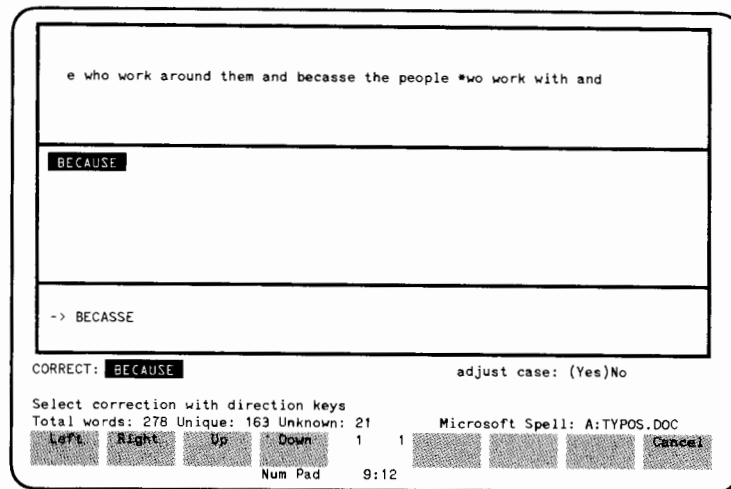 e who work around them and becasse the people *wo work with and
BECAUSE
-> BECASSE
CORRECT: BECAUSE adjust case: (Yes)No
Select correction with direction keys
Total words: 278 Unique: 163 Unknown: 21 Microsoft Spell: A:TYPOS.DOC
Left Right Up Down 1 1 Cancel
Num Pad 9:12